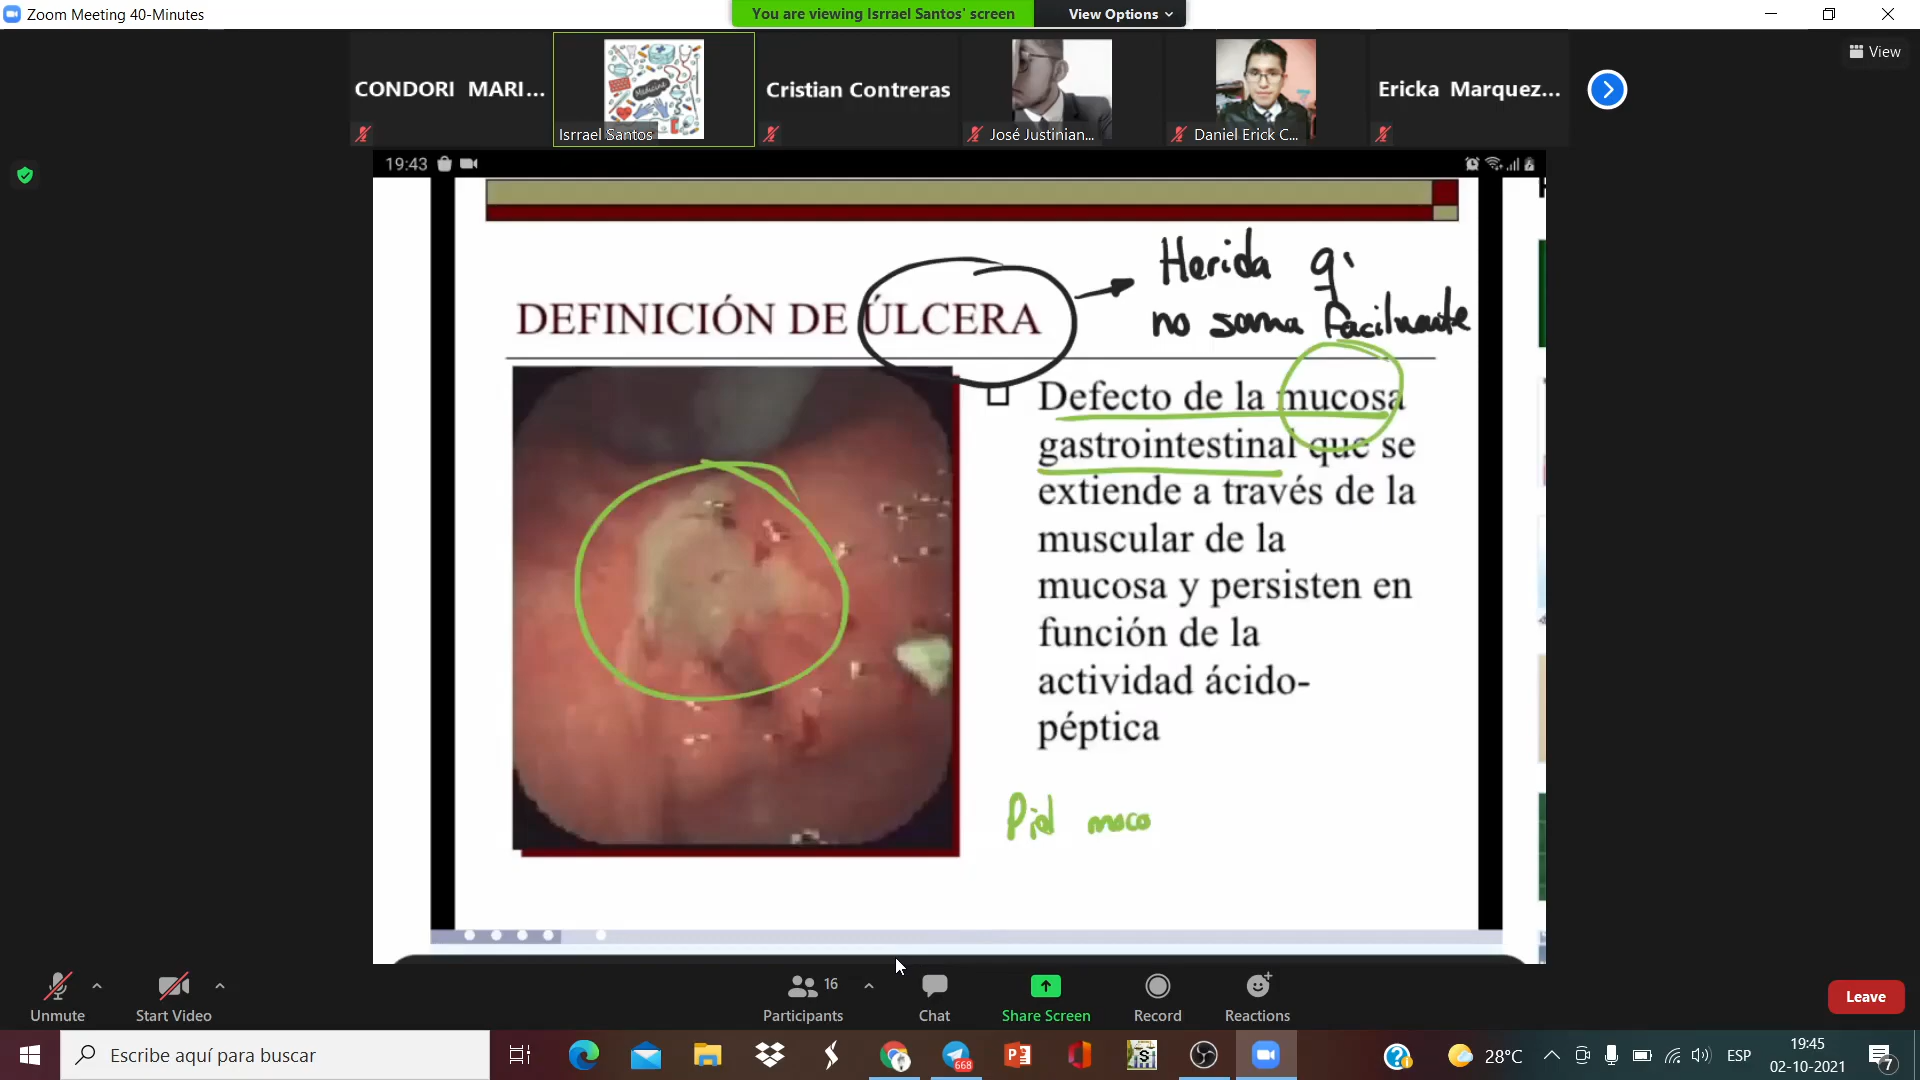 Zoom Meeting 40-Minutes
You are viewing Isrrael Santos' screen
View Options
View
CONDORI MARI...
Isrrael Santos
Medicine
Cristian Contreras
José Justinian...
Daniel Erick C...
Ericka Marquez...
19:43
Herida q'
no sana facilmente
DEFINICIÓN DE ÚLCERA
Defecto de la mucosa
gastrointestinal que se
extiende a través de la
muscular de la
mucosa y persisten en
función de la
actividad ácido-
péptica
Piel moco
Unmute
Start Video
16
Participants
Chat
Share Screen
Record
Reactions
Leave
Escribe aquí para buscar
668
28°C
ESP
19:45
02-10-2021
7